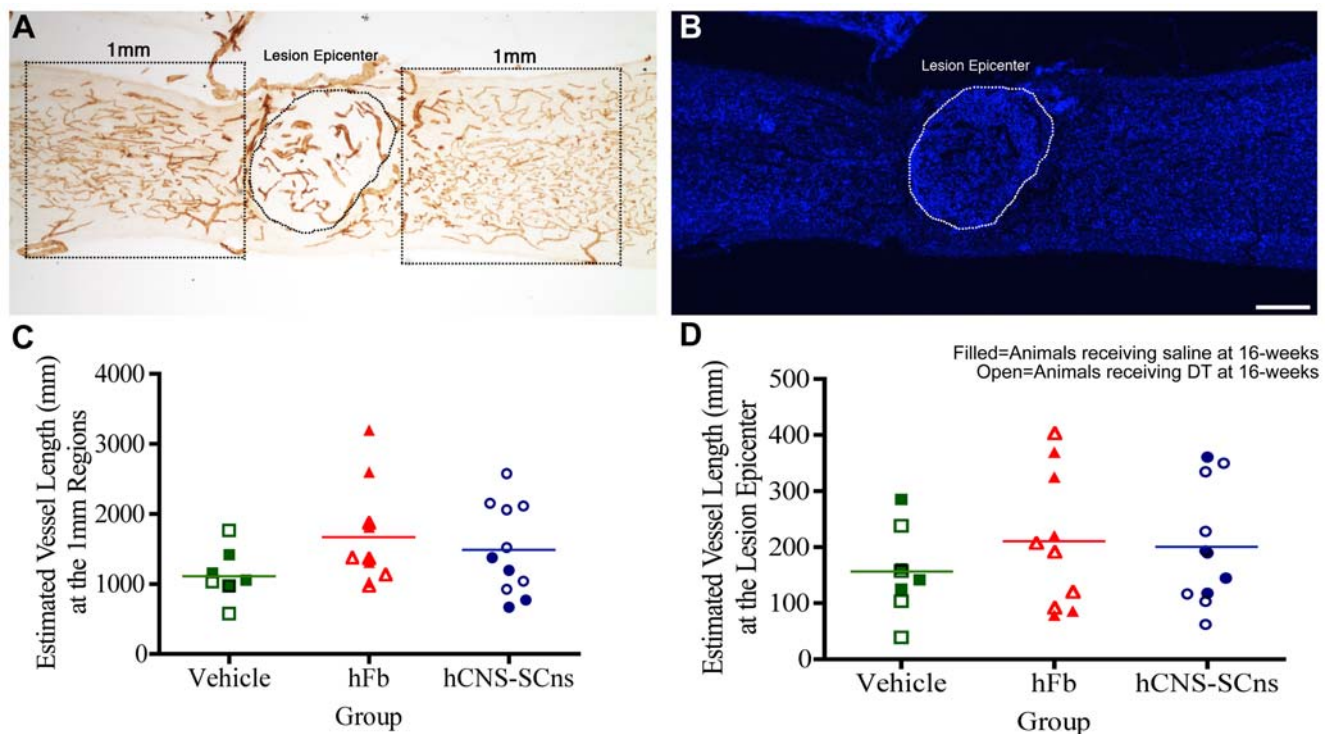 A
1mm
Lesion Epicenter
1mm
B
Lesion Epicenter
C
Estimated Vessel Length (mm)
at the 1mm Regions
4000
3000
2000
1000
0
Vehicle
hFb
hCNS-SCns
Group
D
Filled=Animals receiving saline at 16-weeks
Open=Animals receiving DT at 16-weeks
Estimated Vessel Length (mm)
at the Lesion Epicenter
500
400
300
200
100
0
Vehicle
hFb
hCNS-SCns
Group